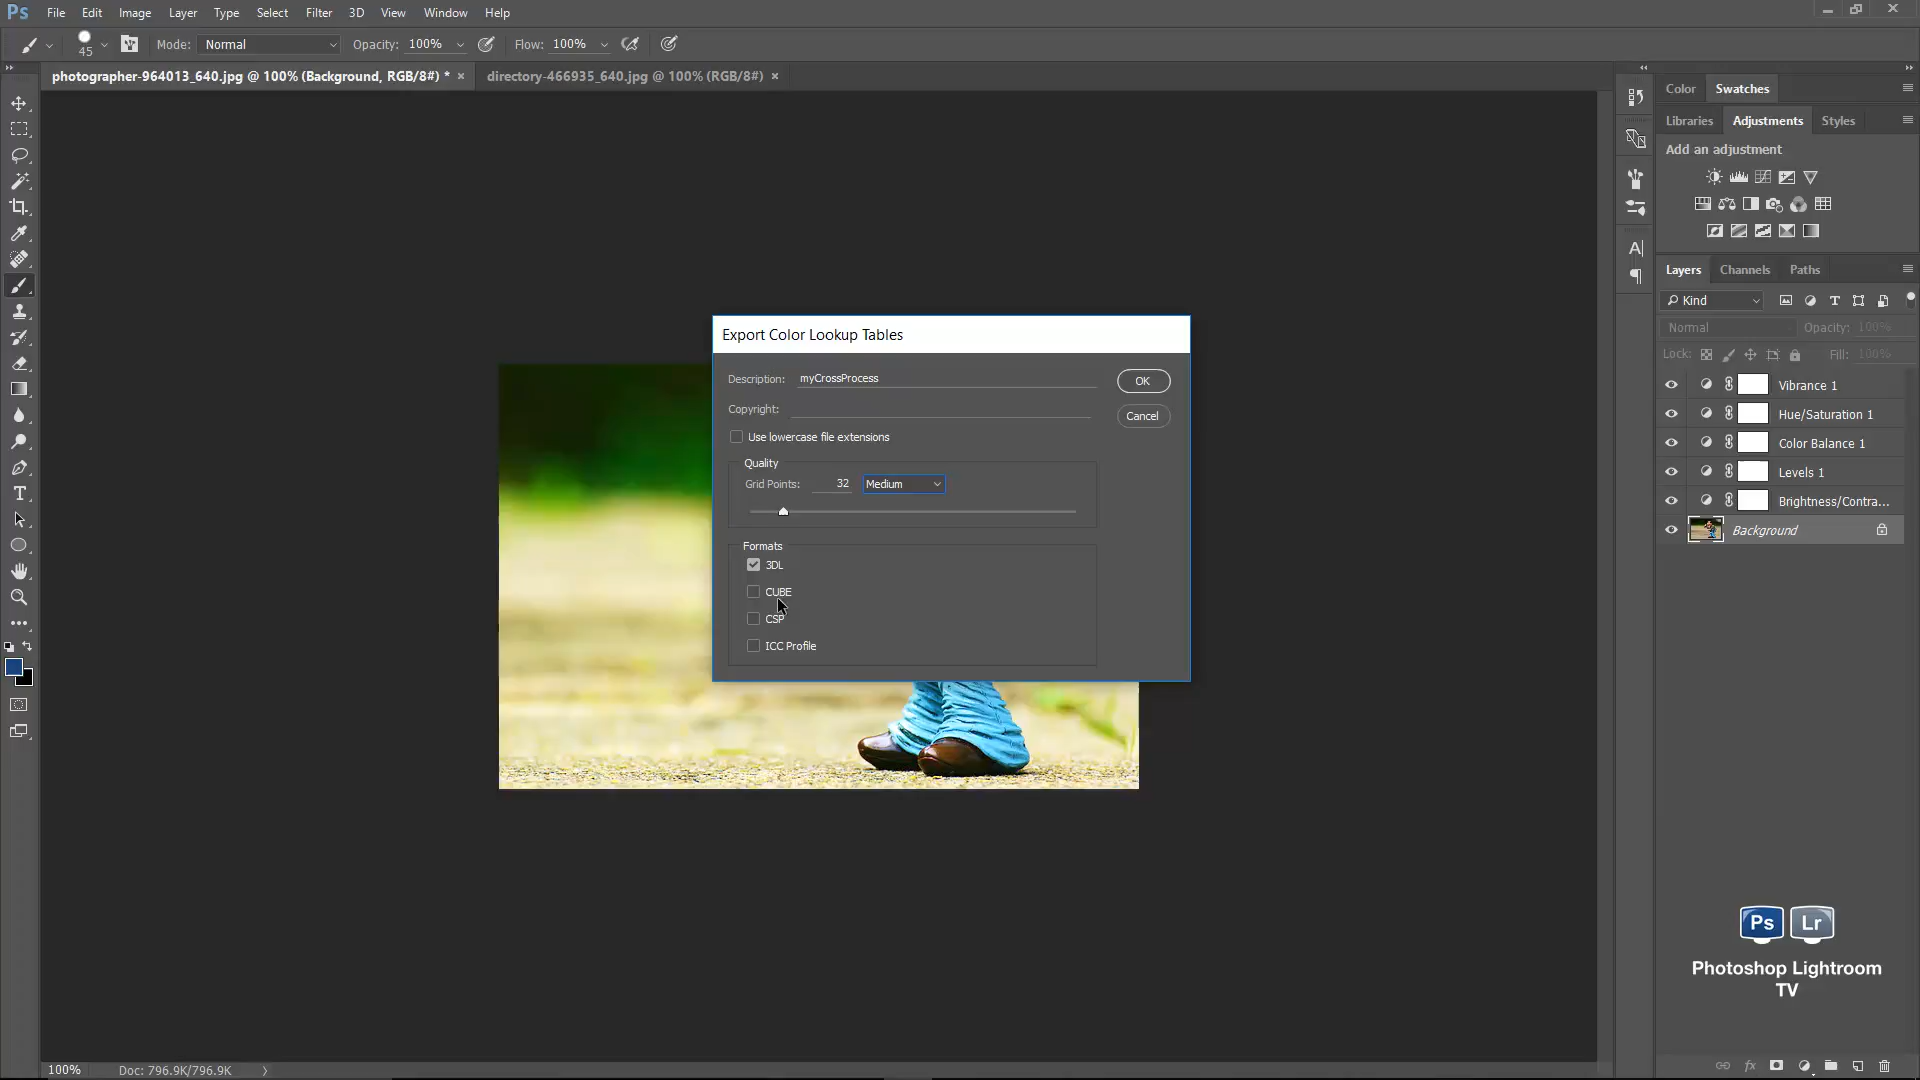 Ps File Edit Image Layer Type Select Filter 3D View Window Help
45 Mode: Normal Opacity: 100% Flow: 100%
photographer-964013_640.jpg @ 100% (Background, RGB/8#) * × directory-466935_640.jpg @ 100% (RGB/8#) ×
Color Swatches
Libraries Adjustments Styles
Add an adjustment
Layers Channels Paths
Kind
Normal Opacity: 100%
Lock: Fill: 100%
Vibrance 1
Hue/Saturation 1
Color Balance 1
Levels 1
Brightness/Contra...
Background
Export Color Lookup Tables
Description: myCrossProcess
Copyright:
Use lowercase file extensions
Quality
Grid Points: 32 Medium
Formats
3DL
CUBE
CSP
ICC Profile
OK
Cancel
Ps Lr
Photoshop Lightroom
TV
fx
100% Doc: 796.9K/796.9K